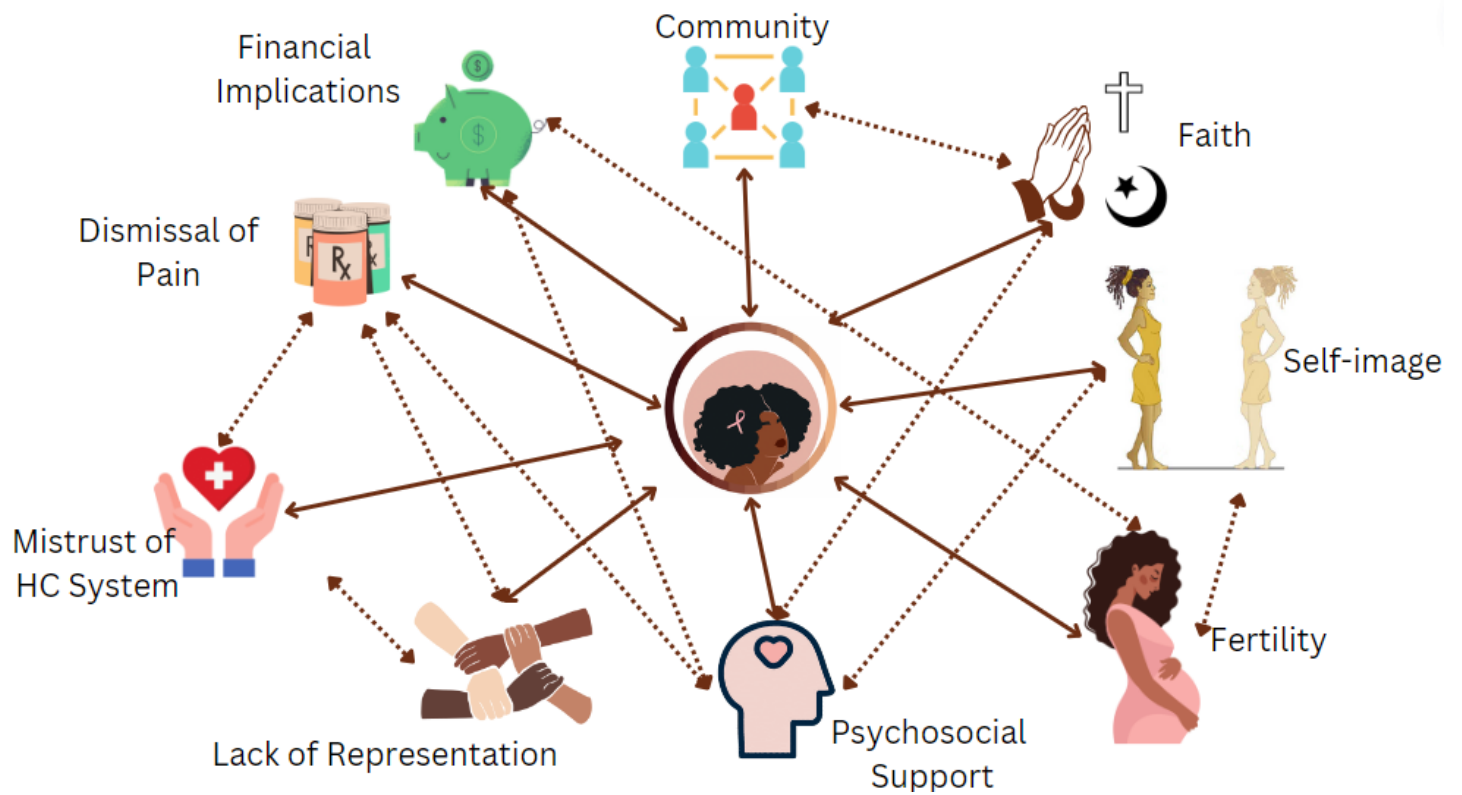 Community
Financial
Implications
$
$
Faith
Dismissal of
Pain
R
Rx
x
Self-image
Mistrust of
HC System
Fertility
Psychosocial
Support
Lack of Representation